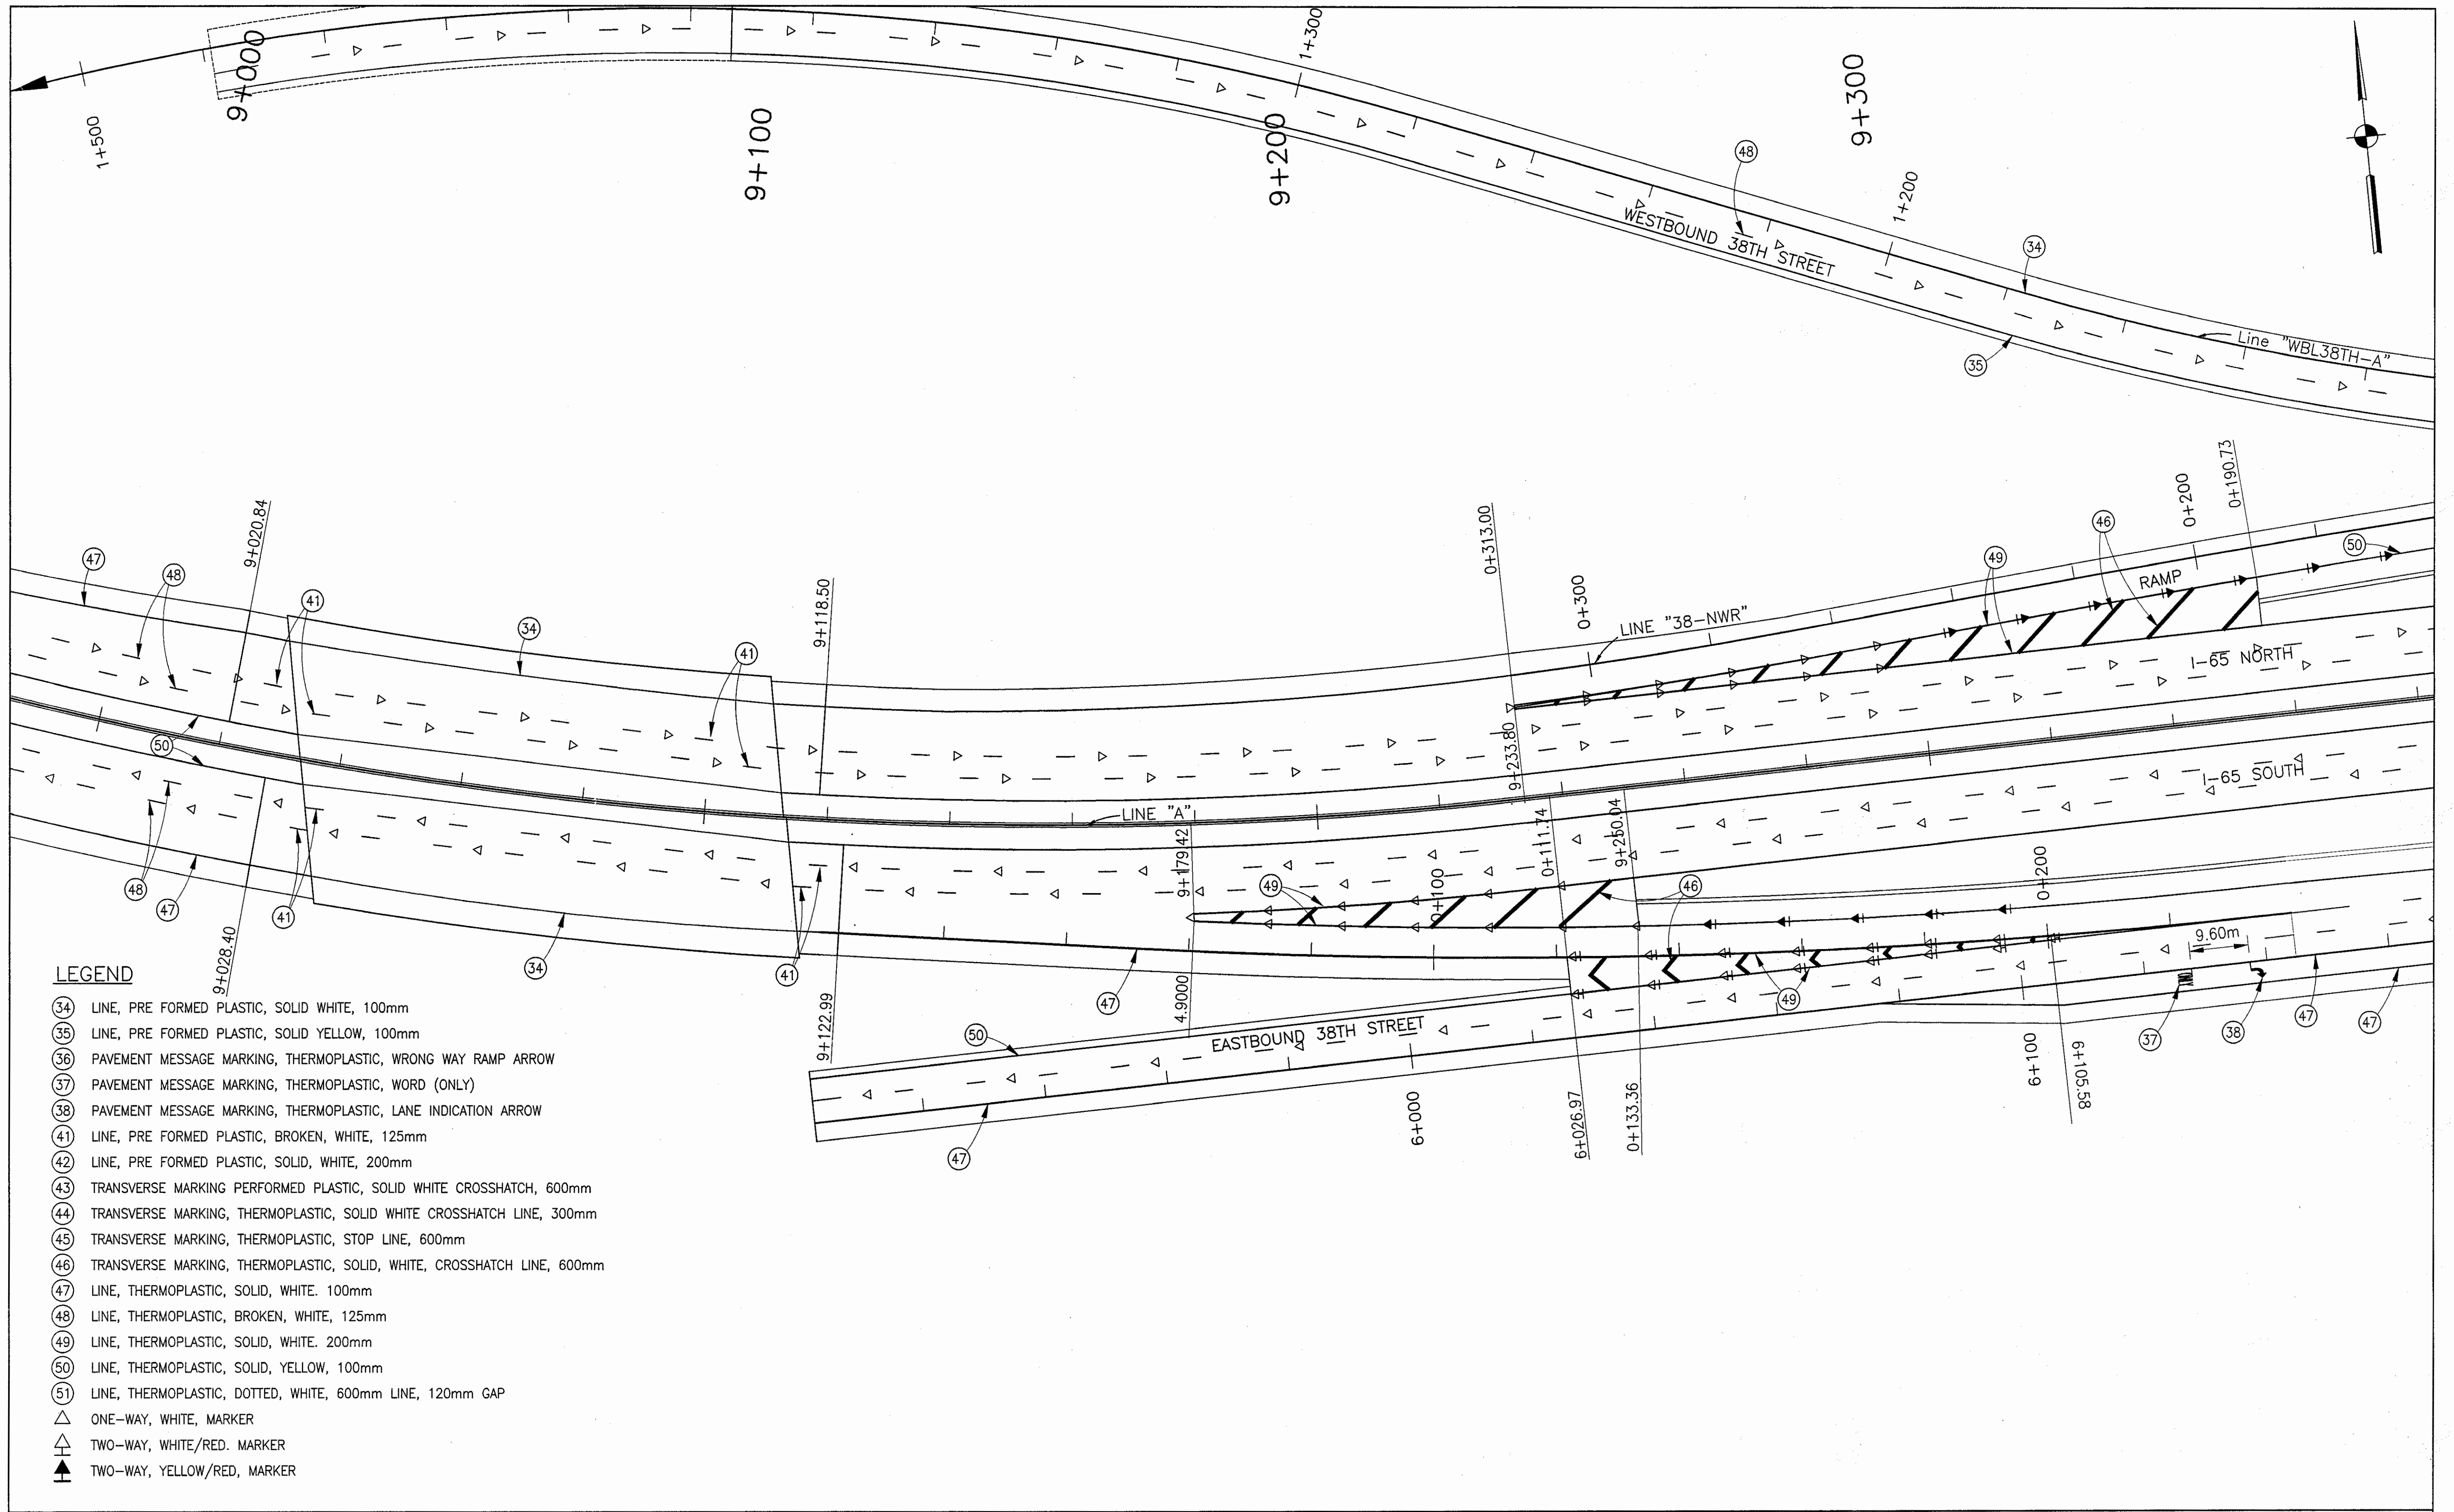 1+500
9+000
9+100
9+200
1+300
9+300
48
1+200
34
WESTBOUND 38TH STREET
Line "WBL38TH-A"
35
47
48
9+020.84
41
34
41
9+118.50
0+313.00
0+300
LINE "38-NWR"
49
46
0+200
0+190.73
50
RAMP
I-65 NORTH
50
LINE "A"
9+233.80
I-65 SOUTH
48
47
41
9+028.40
34
41
9+122.99
9+179.42
4.9000
49
0+100
0+111.74
9+250.04
46
0+200
9.60m
47
50
EASTBOUND 38TH STREET
49
37
38
47
47
47
6+000
6+026.97
0+133.36
6+100
6+105.58
LEGEND
34 LINE, PRE FORMED PLASTIC, SOLID WHITE, 100mm
35 LINE, PRE FORMED PLASTIC, SOLID YELLOW, 100mm
36 PAVEMENT MESSAGE MARKING, THERMOPLASTIC, WRONG WAY RAMP ARROW
37 PAVEMENT MESSAGE MARKING, THERMOPLASTIC, WORD (ONLY)
38 PAVEMENT MESSAGE MARKING, THERMOPLASTIC, LANE INDICATION ARROW
41 LINE, PRE FORMED PLASTIC, BROKEN, WHITE, 125mm
42 LINE, PRE FORMED PLASTIC, SOLID, WHITE, 200mm
43 TRANSVERSE MARKING PERFORMED PLASTIC, SOLID WHITE CROSSHATCH, 600mm
44 TRANSVERSE MARKING, THERMOPLASTIC, SOLID WHITE CROSSHATCH LINE, 300mm
45 TRANSVERSE MARKING, THERMOPLASTIC, STOP LINE, 600mm
46 TRANSVERSE MARKING, THERMOPLASTIC, SOLID, WHITE, CROSSHATCH LINE, 600mm
47 LINE, THERMOPLASTIC, SOLID, WHITE. 100mm
48 LINE, THERMOPLASTIC, BROKEN, WHITE, 125mm
49 LINE, THERMOPLASTIC, SOLID, WHITE. 200mm
50 LINE, THERMOPLASTIC, SOLID, YELLOW, 100mm
51 LINE, THERMOPLASTIC, DOTTED, WHITE, 600mm LINE, 120mm GAP
ONE-WAY, WHITE, MARKER
TWO-WAY, WHITE/RED. MARKER
TWO-WAY, YELLOW/RED, MARKER